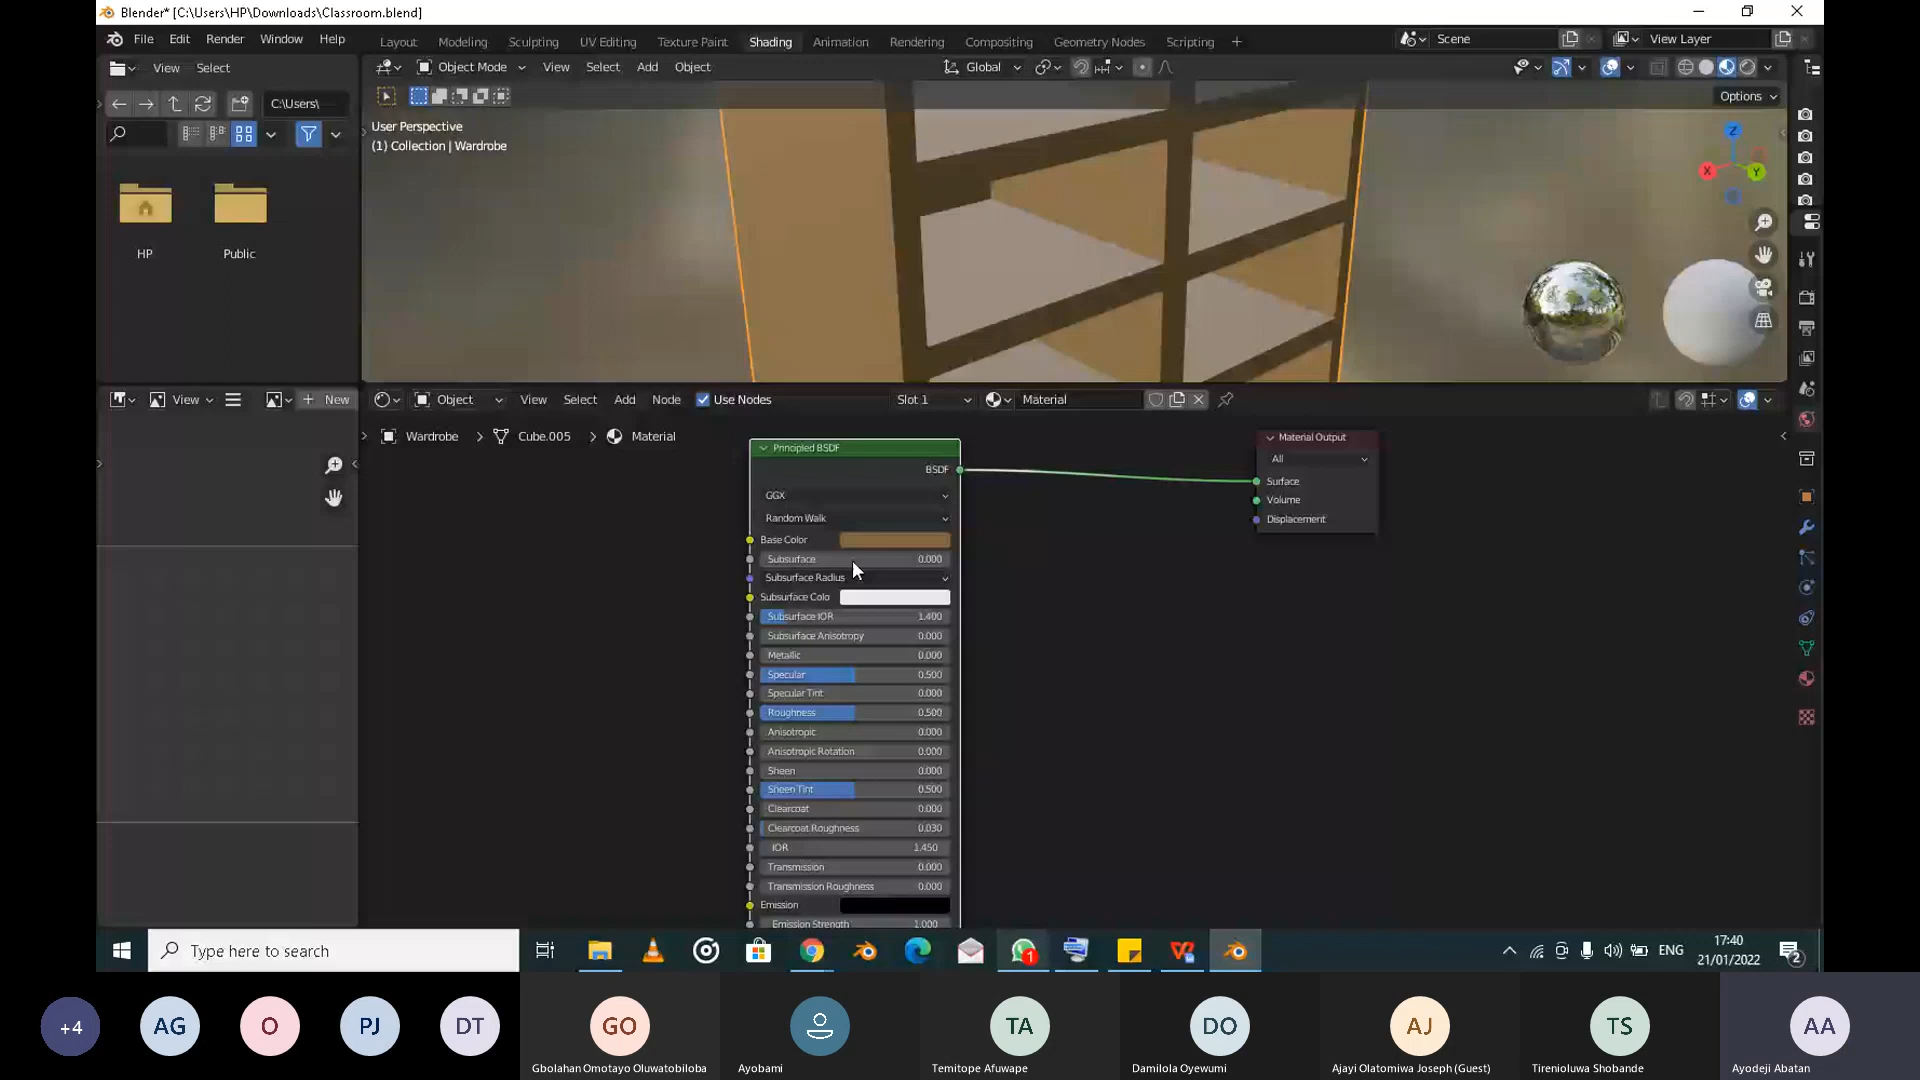 Blender* [C:\Users\HP\Downloads\Classroom.blend]
File Edit Render Window Help
Layout Modeling Sculpting UV Editing Texture Paint Shading Animation Rendering Compositing Geometry Nodes Scripting +
Scene
View Layer
View Select
Object Mode View Select Add Object
Global
C:\Users\
Options
User Perspective
(1) Collection | Wardrobe
Z
X
Y
HP
Public
View
+ New
Object View Select Add Node Use Nodes
Slot 1
Material
Wardrobe > Cube.005 > Material
Principled BSDF
BSDF
GGX
Random Walk
Base Color
Subsurface 0.000
Subsurface Radius
Subsurface Colo
Subsurface IOR 1.400
Subsurface Anisotropy 0.000
Metallic 0.000
Specular 0.500
Specular Tint 0.000
Roughness 0.500
Anisotropic 0.000
Anisotropic Rotation 0.000
Sheen 0.000
Sheen Tint 0.500
Clearcoat 0.000
Clearcoat Roughness 0.030
IOR 1.450
Transmission 0.000
Transmission Roughness 0.000
Emission
Emission Strength 1.000
Material Output
All
Surface
Volume
Displacement
Type here to search
1
ENG
17:40
21/01/2022
2
+4
AG
O
PJ
DT
GO
TA
DO
AJ
TS
AA
Gbolahan Omotayo Oluwatobiloba
Ayobami
Temitope Afuwape
Damilola Oyewumi
Ajayi Olatomiwa Joseph (Guest)
Tirenioluwa Shobande
Ayodeji Abatan